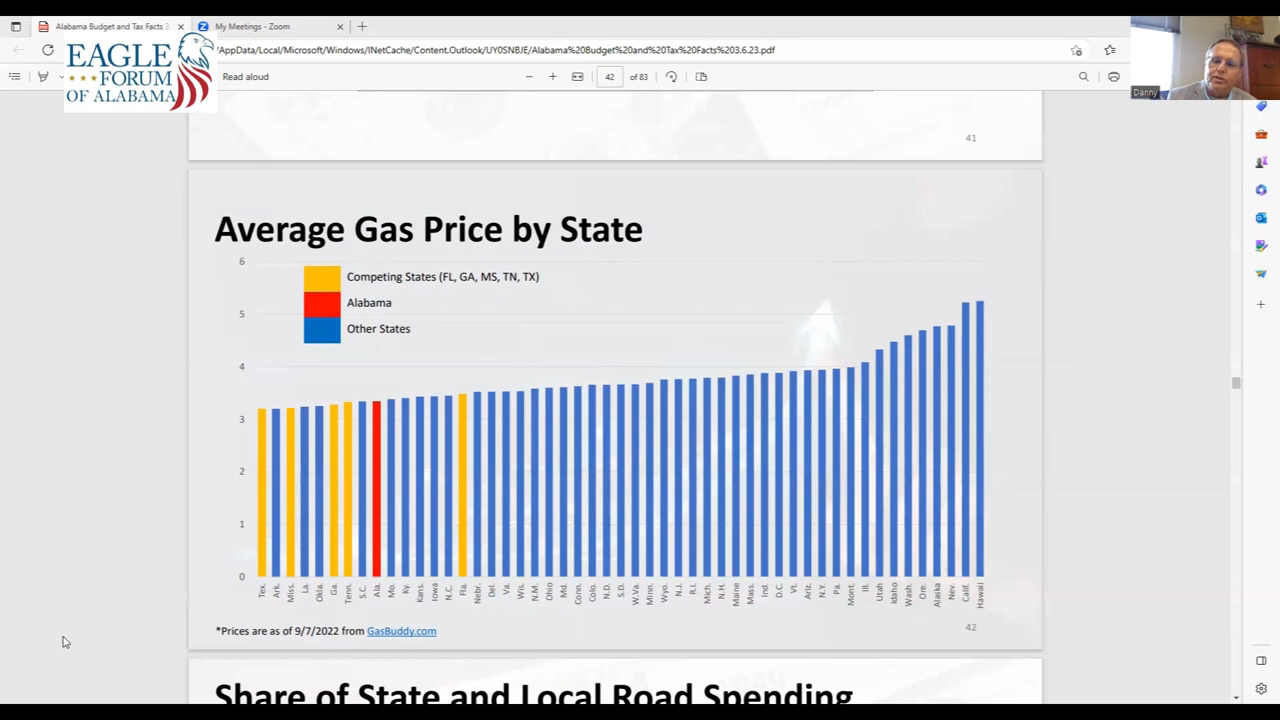 Alabama Budget and Tax Facts 3
My Meetings - Zoom
EAGLE
FORUM
OF ALABAMA
/AppData/Local/Microsoft/Windows/INetCache/Content.Outlook/UY0SNBJE/Alabama%20Budget%20and%20Tax%20Facts%203.6.23.pdf
Read aloud
42 of 83
Danny
41
Average Gas Price by State
6
5
4
3
2
1
0
Competing States (FL, GA, MS, TN, TX)
Alabama
Other States
Tex. Ark. Miss. La. Okla. Ga. Tenn. S.C. Ala. Mo. Ky. Kans. Iowa N.C. Fla. Nebr. Del. Va. Wis. N.M. Ohio Md. Conn. Colo. N.D. S.D. W.Va. Minn. Wyo. N.J. R.I. Mich. N.H. Maine Mass. Ind. D.C. Vt. Ariz. N.Y. Pa. Mont. Ill. Utah Idaho Wash. Ore. Alaska Nev. Calif. Hawaii
*Prices are as of 9/7/2022 from GasBuddy.com
42
Share of State and Local Road Spending